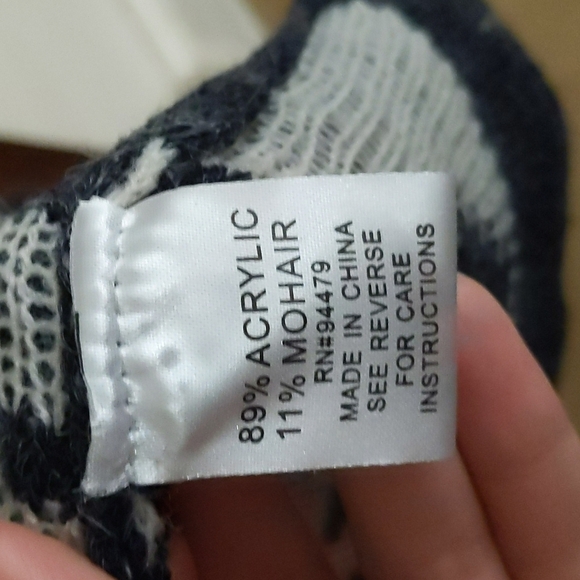 89% ACRYLIC
11% MOHAIR
RN#94479
MADE IN CHINA
SEE REVERSE
FOR CARE
INSTRUCTIONS